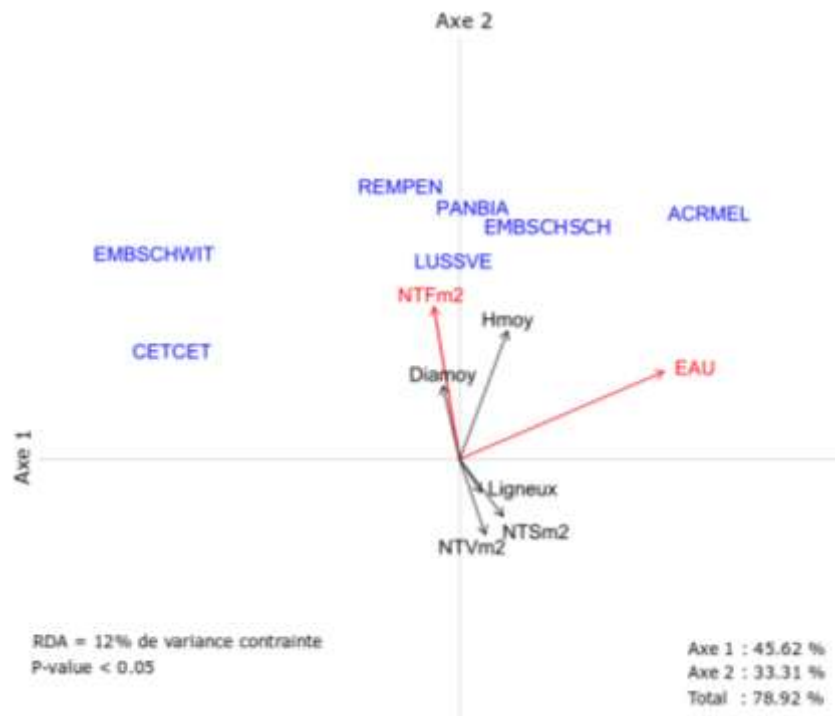 Axe 2
REMPEN
PANBIA
ACRMEL
EMBSCHSCH
EMBSCHWIT
LUSSVE
NTFm2
Hmoy
CETCET
Diamoy
EAU
Axe 1
Ligneux
NTSm2
NTVm2
RDA = 12% de variance contrainte
P-value < 0.05
Axe 1 : 45.62 %
Axe 2 : 33.31 %
Total : 78.92 %